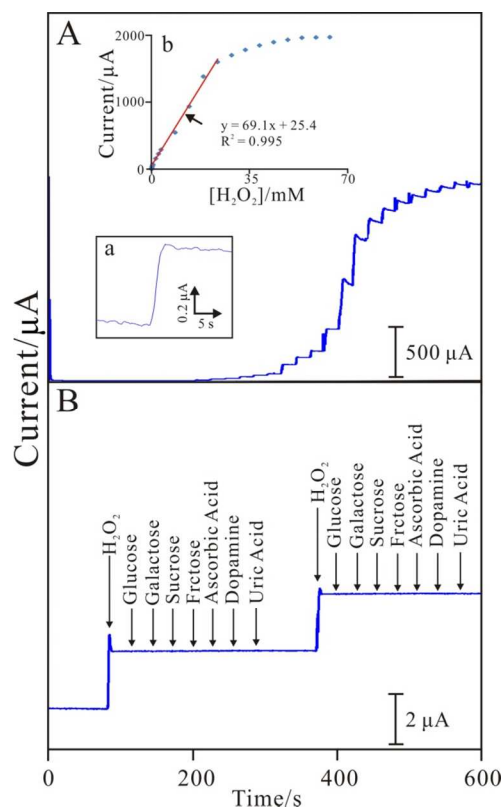 A
b
2000
1000
0
0
35
70
Current/µA
[H₂O₂]/mM
y = 69.1x + 25.4
R² = 0.995
a
0.2 µA
5 s
500 µA
Current/µA
B
H₂O₂
Glucose
Galactose
Sucrose
Frctose
Ascorbic Acid
Dopamine
Uric Acid
H₂O₂
Glucose
Galactose
Sucrose
Frctose
Ascorbic Acid
Dopamine
Uric Acid
2 µA
0
200
400
600
Time/s